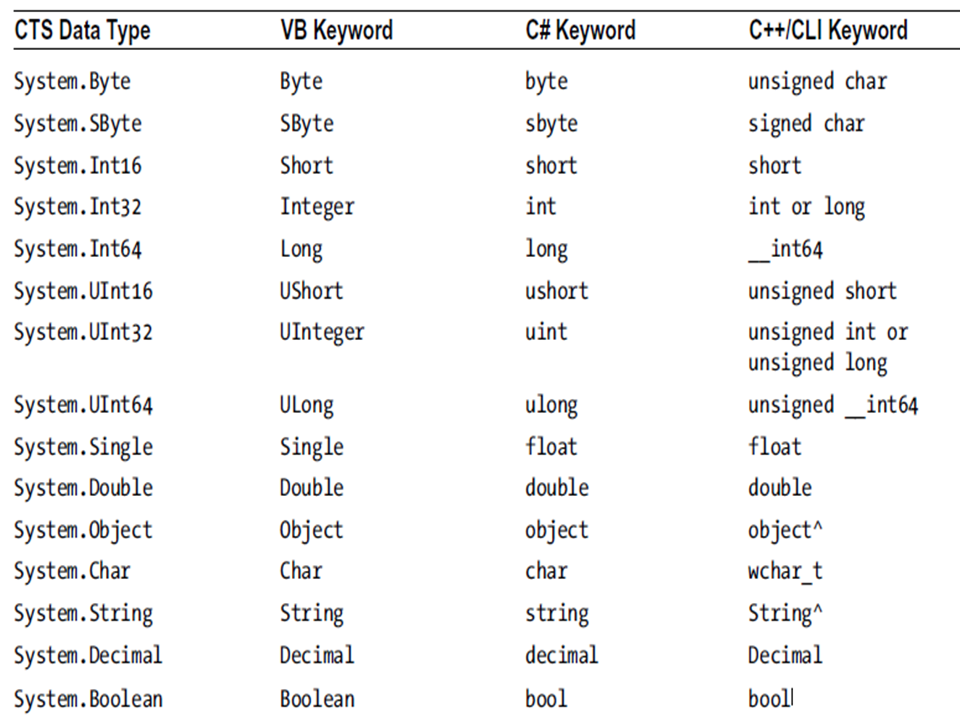 CTS Data Type VB Keyword C# Keyword C++/CLI Keyword
System.Byte Byte byte unsigned char
System.SByte SByte sbyte signed char
System.Int16 Short short short
System.Int32 Integer int int or long
System.Int64 Long long __int64
System.UInt16 UShort ushort unsigned short
System.UInt32 UInteger uint unsigned int or
unsigned long
System.UInt64 ULong ulong unsigned __int64
System.Single Single float float
System.Double Double double double
System.Object Object object object^
System.Char Char char wchar_t
System.String String string String^
System.Decimal Decimal decimal Decimal
System.Boolean Boolean bool bool